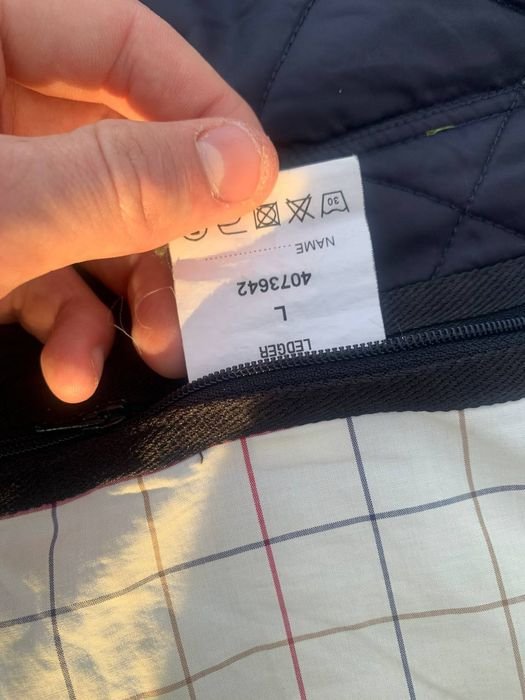 LEDGER
L
4073642
NAME ....................
30